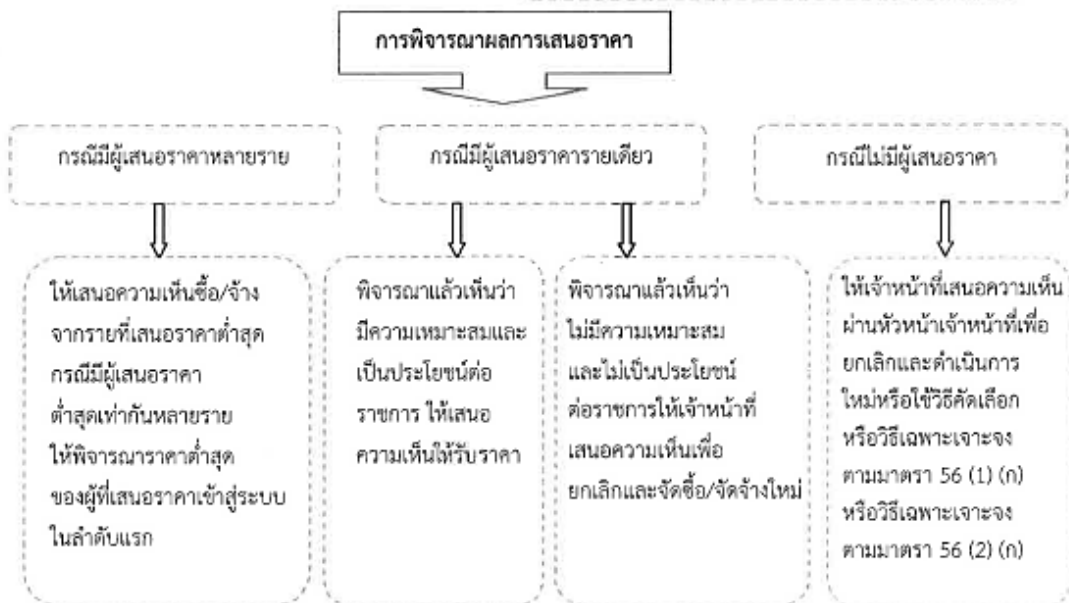 การพิจารณาผลการเสนอราคา
กรณีมีผู้เสนอราคาหลายราย
กรณีมีผู้เสนอราคารายเดียว
กรณีไม่มีผู้เสนอราคา
ให้เสนอความเห็นซื้อ/จ้าง
จากรายที่เสนอราคาต่ำสุด
กรณีมีผู้เสนอราคา
ต่ำสุดเท่ากันหลายราย
ให้พิจารณาราคาต่ำสุด
ของผู้ที่เสนอราคาเข้าสู่ระบบ
ในลำดับแรก
พิจารณาแล้วเห็นว่า
มีความเหมาะสมและ
เป็นประโยชน์ต่อ
ราชการ ให้เสนอ
ความเห็นให้รับราคา
พิจารณาแล้วเห็นว่า
ไม่มีความเหมาะสม
และไม่เป็นประโยชน์
ต่อราชการให้เจ้าหน้าที่
เสนอความเห็นเพื่อ
ยกเลิกและจัดซื้อ/จัดจ้างใหม่
ให้เจ้าหน้าที่เสนอความเห็น
ผ่านหัวหน้าเจ้าหน้าที่เพื่อ
ยกเลิกและดำเนินการ
ใหม่หรือใช้วิธีคัดเลือก
หรือวิธีเฉพาะเจาะจง
ตามมาตรา 56 (1) (ก)
หรือวิธีเฉพาะเจาะจง
ตามมาตรา 56 (2) (ก)